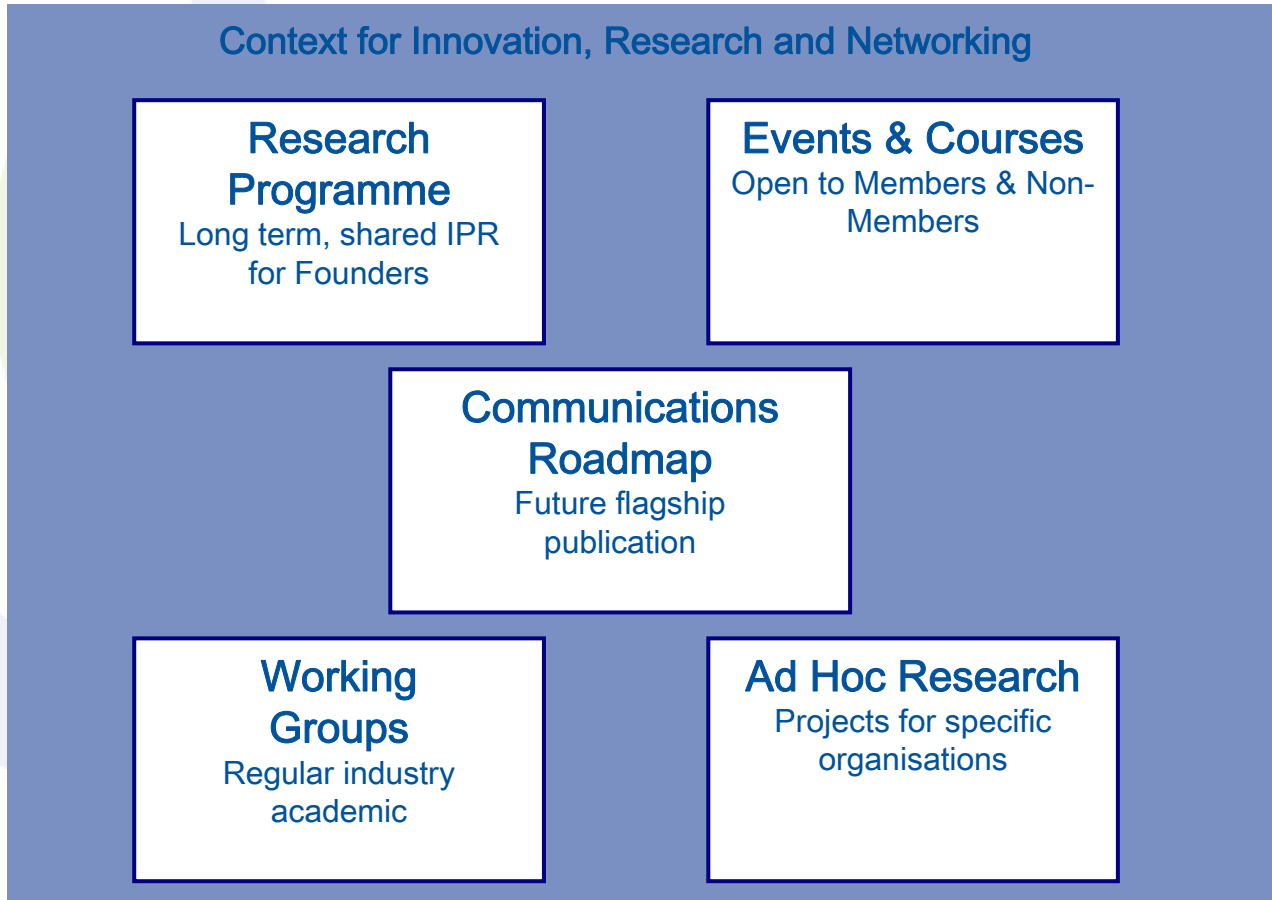 Context for Innovation, Research and Networking
Research
Programme
Long term, shared IPR
for Founders
Events & Courses
Open to Members & Non-
Members
Communications
Roadmap
Future flagship
publication
Working
Groups
Regular industry
academic
Ad Hoc Research
Projects for specific
organisations